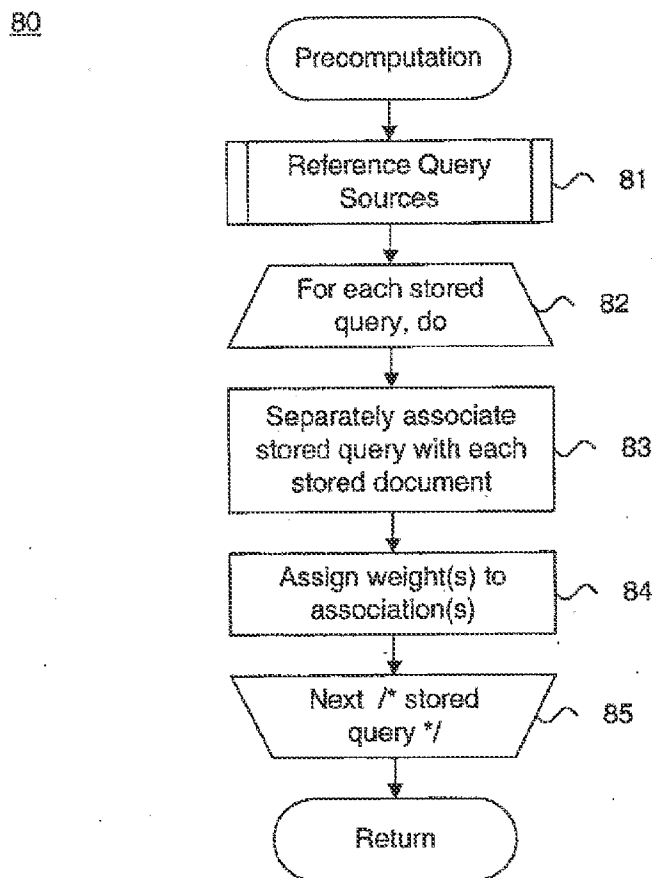 80
Precomputation
Reference Query
Sources
81
For each stored
query, do
82
Separately associate
stored query with each
stored document
83
Assign weight(s) to
association(s)
84
Next /* stored
query */
85
Return